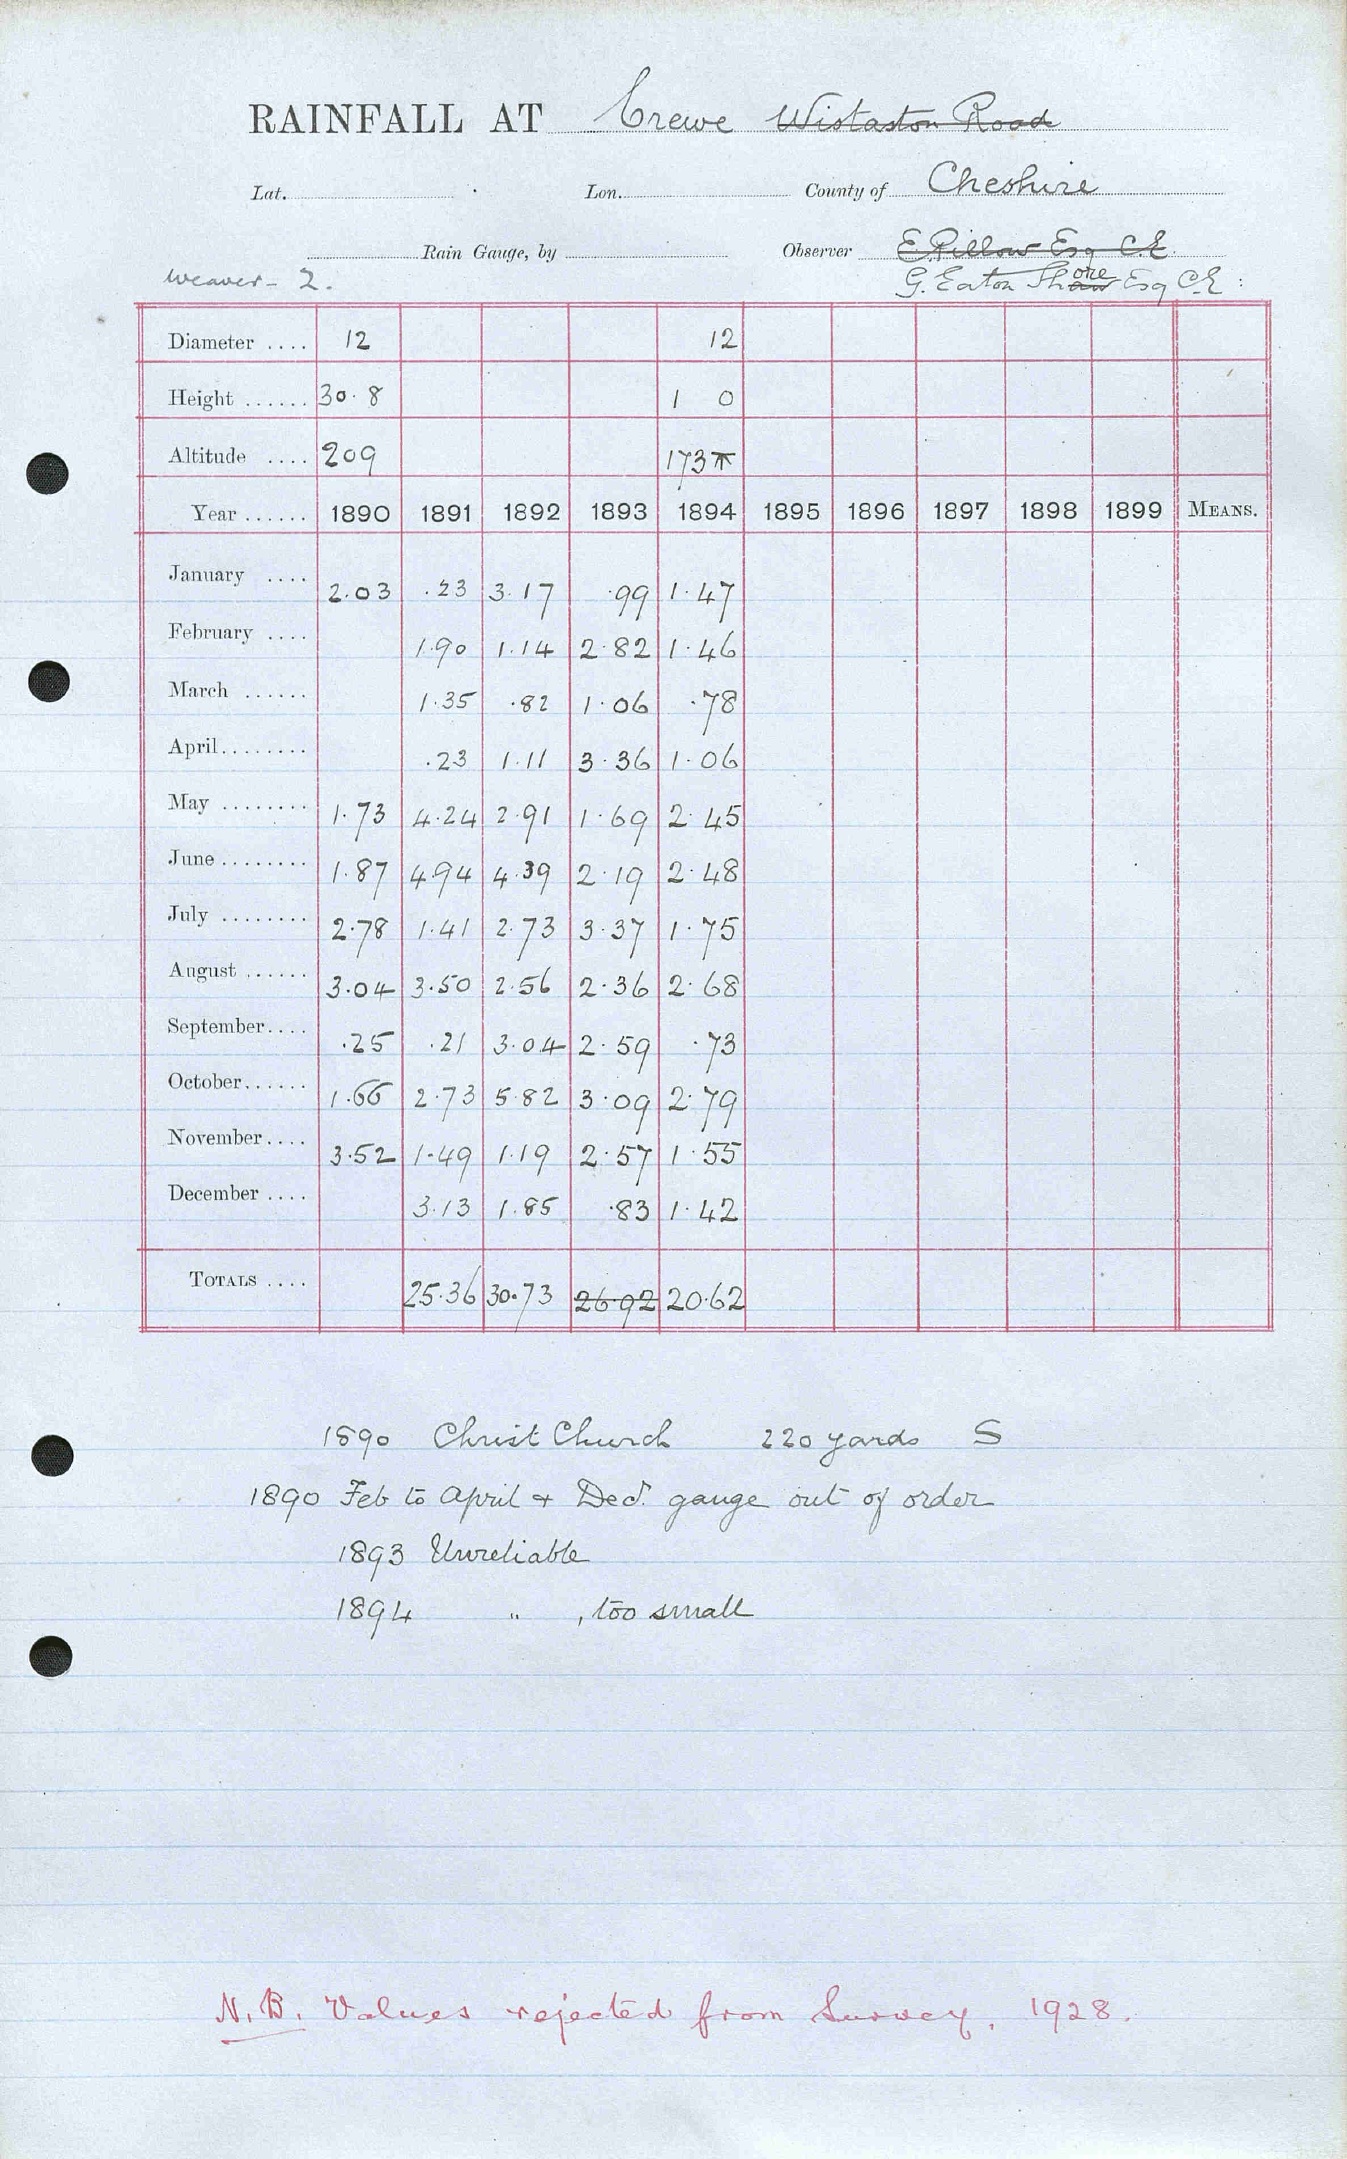 RAINFALL AT Crewe Wistaston Road
Lat. Lon. County of Cheshire
Rain Gauge, by Observer E. Pillow Esq C.E.
Weaver - 2. G. Eaton Shaw ore Esq C.E :
Diameter .... 12 12
Height ...... 30.8 1 0
Altitude .... 209 173
Year ...... 1890 1891 1892 1893 1894 1895 1896 1897 1898 1899 MEANS.
January .... 2.03 .23 3.17 .99 1.47
February .... 1.90 1.14 2.82 1.46
March ...... 1.35 .82 1.06 .78
April........ .23 1.11 3.36 1.06
May ........ 1.73 4.24 2.91 1.69 2.45
June ........ 1.87 4.94 4.39 2.19 2.48
July ........ 2.78 1.41 2.73 3.37 1.75
August ...... 3.04 3.50 2.56 2.36 2.68
September.... .25 .21 3.04 2.59 .73
October...... 1.66 2.73 5.82 3.09 2.79
November.... 3.52 1.49 1.19 2.57 1.55
December .... 3.13 1.85 .83 1.42
TOTALS .... 25.36 30.73 26.92 20.62
1890 Christ Church 220 yards S
1890 Feb to April + Decr. gauge out of order
1893 Unreliable
1894 " , too small
N.B. Values rejected from Survey, 1928.